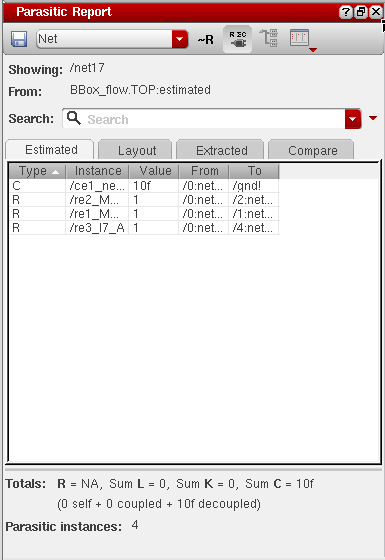 Parasitic Report
Net
~R
R 2C
Showing: /net17
From: BBox_flow.TOP:estimated
Search: Search
Estimated Layout Extracted Compare
Type Instance Value From To
C /ce1_ne... 10f /0:net... /gnd!
R /re2_M... 1 /0:net... /2:net...
R /re1_M... 1 /0:net... /1:net...
R /re3_I7_A 1 /0:net... /4:net...
Totals: R = NA, Sum L = 0, Sum K = 0, Sum C = 10f
(0 self + 0 coupled + 10f decoupled)
Parasitic instances: 4